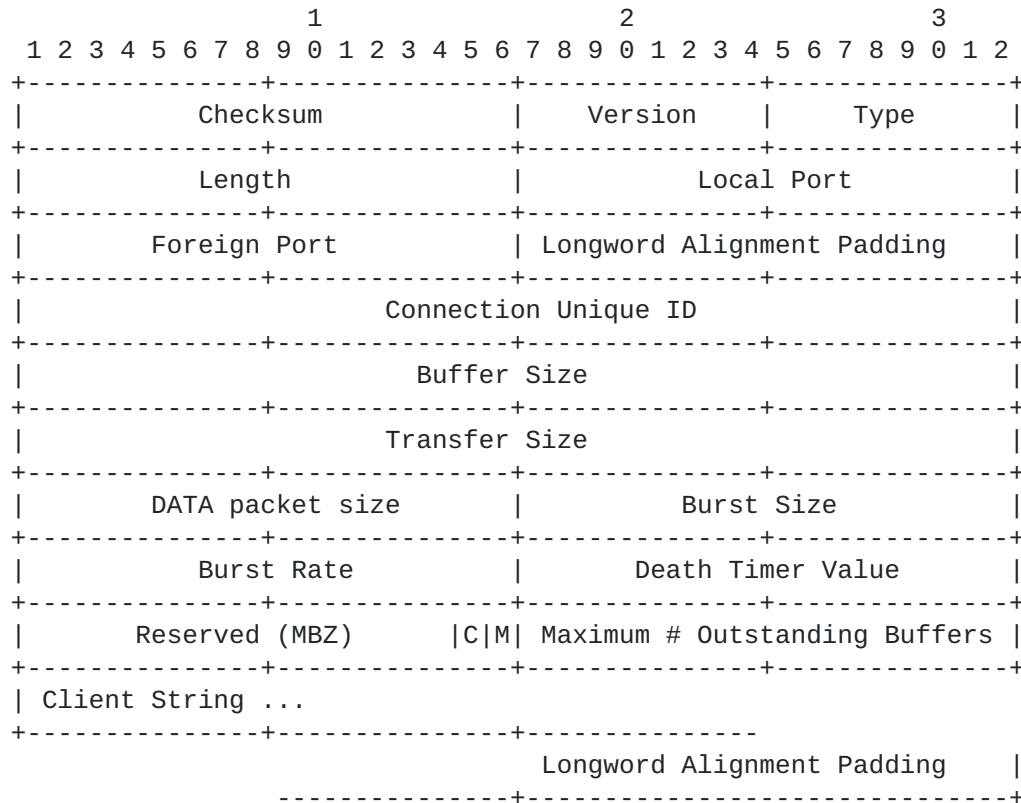 1 2 3
1 2 3 4 5 6 7 8 9 0 1 2 3 4 5 6 7 8 9 0 1 2 3 4 5 6 7 8 9 0 1 2
+---------------+---------------+---------------+---------------+
| Checksum | Version | Type |
+---------------+---------------+---------------+---------------+
| Length | Local Port |
+---------------+---------------+---------------+---------------+
| Foreign Port | Longword Alignment Padding |
+---------------+---------------+---------------+---------------+
| Connection Unique ID |
+---------------+---------------+---------------+---------------+
| Buffer Size |
+---------------+---------------+---------------+---------------+
| Transfer Size |
+---------------+---------------+---------------+---------------+
| DATA packet size | Burst Size |
+---------------+---------------+---------------+---------------+
| Burst Rate | Death Timer Value |
+---------------+---------------+---------------+---------------+
| Reserved (MBZ) |C|M| Maximum # Outstanding Buffers |
+---------------+---------------+---------------+---------------+
| Client String ...
+---------------+---------------+---------------
Longword Alignment Padding |
---------------+-------------------------------+